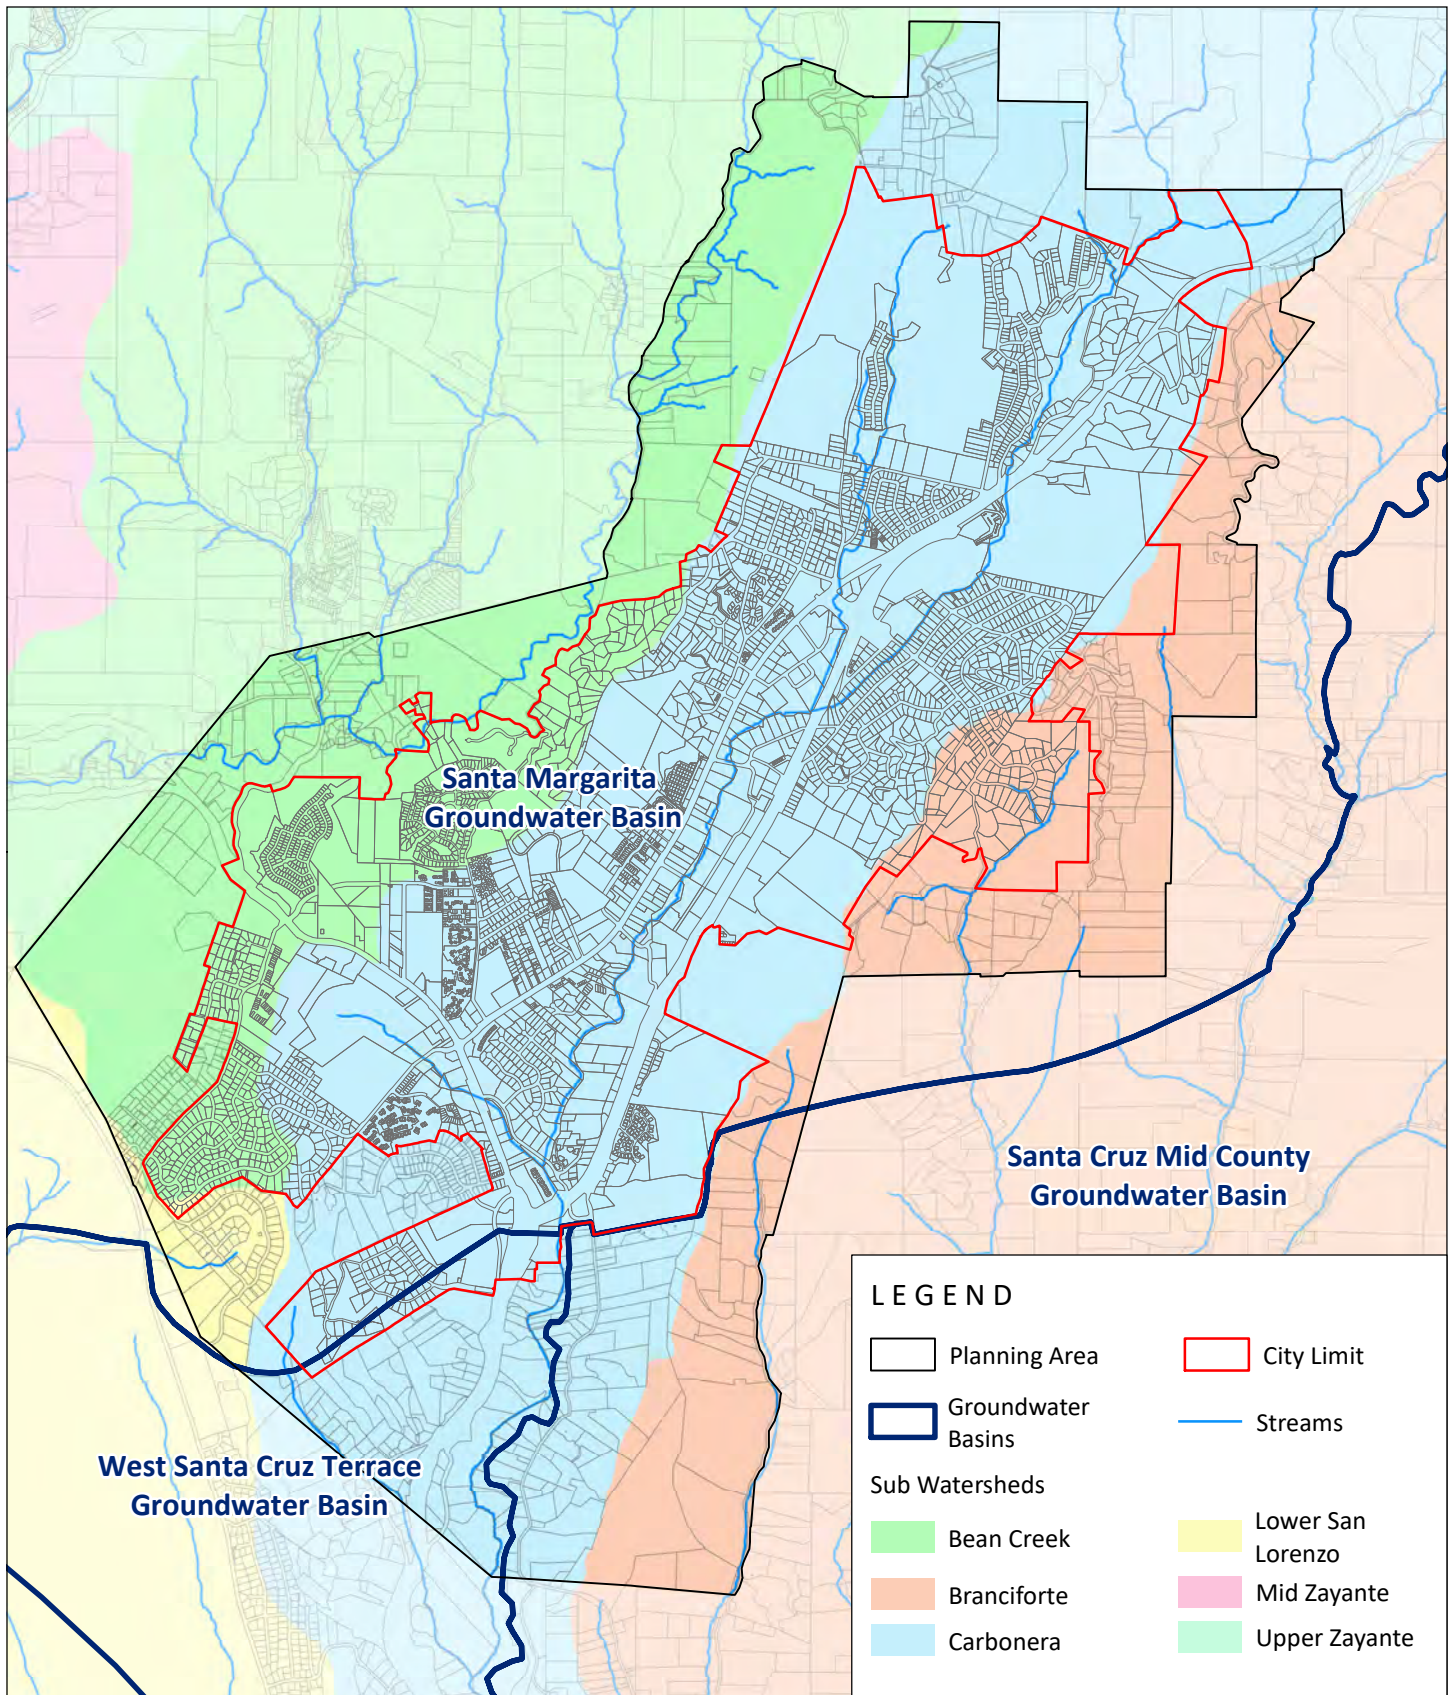 Santa Margarita
Groundwater Basin
Santa Cruz Mid County
Groundwater Basin
West Santa Cruz Terrace
Groundwater Basin
LEGEND
Planning Area
City Limit
Groundwater
Basins
Streams
Sub Watersheds
Bean Creek
Lower San
Lorenzo
Branciforte
Mid Zayante
Carbonera
Upper Zayante